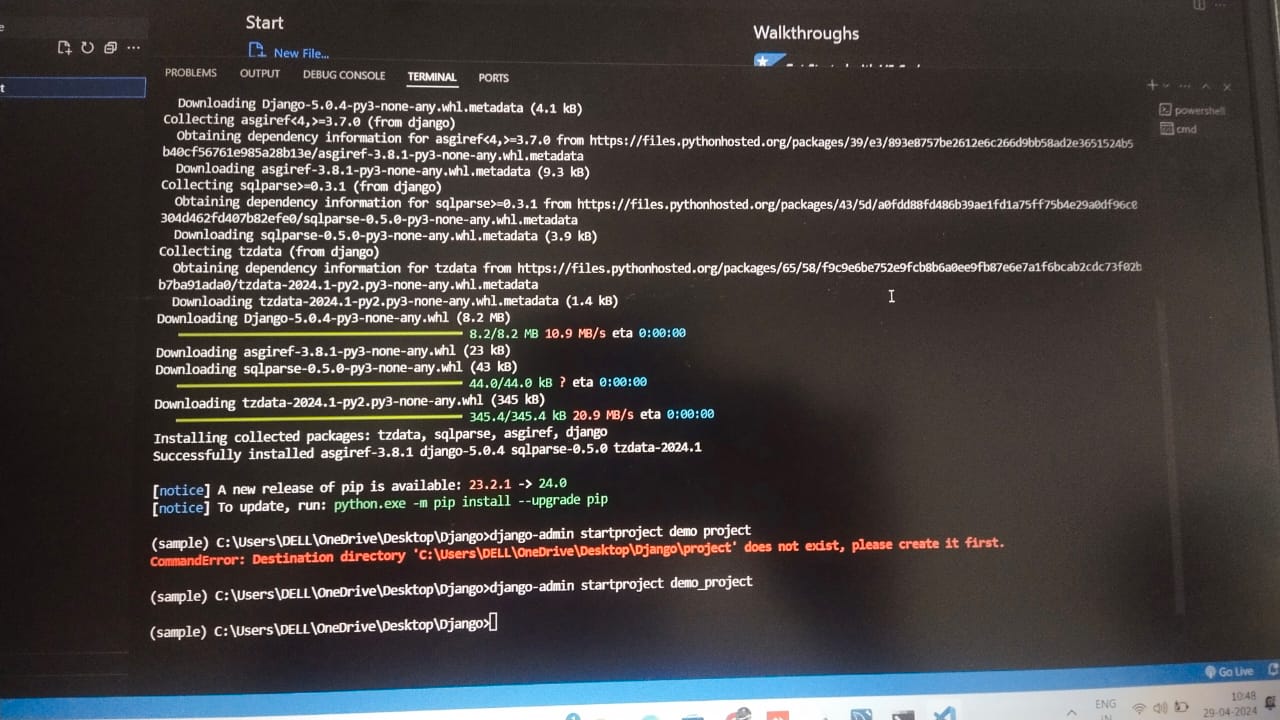 Start
New File...
Walkthroughs
PROBLEMS OUTPUT DEBUG CONSOLE TERMINAL PORTS
powershell
cmd
Downloading Django-5.0.4-py3-none-any.whl.metadata (4.1 kB)
Collecting asgiref<4,>=3.7.0 (from django)
Obtaining dependency information for asgiref<4,>=3.7.0 from https://files.pythonhosted.org/packages/39/e3/893e8757be2612e6c266d9bb58ad2e3651524b5
b40cf56761e985a28b13e/asgiref-3.8.1-py3-none-any.whl.metadata
Downloading asgiref-3.8.1-py3-none-any.whl.metadata (9.3 kB)
Collecting sqlparse>=0.3.1 (from django)
Obtaining dependency information for sqlparse>=0.3.1 from https://files.pythonhosted.org/packages/43/5d/a0fdd88fd486b39ae1fd1a75ff75b4e29a0df96c0
304d462fd407b82efe0/sqlparse-0.5.0-py3-none-any.whl.metadata
Downloading sqlparse-0.5.0-py3-none-any.whl.metadata (3.9 kB)
Collecting tzdata (from django)
Obtaining dependency information for tzdata from https://files.pythonhosted.org/packages/65/58/f9c9e6be752e9fcb8b6a0ee9fb87e6e7a1f6bcab2cdc73f02b
b7ba91ada0/tzdata-2024.1-py2.py3-none-any.whl.metadata
Downloading tzdata-2024.1-py2.py3-none-any.whl.metadata (1.4 kB)
Downloading Django-5.0.4-py3-none-any.whl (8.2 MB)
8.2/8.2 MB 10.9 MB/s eta 0:00:00
Downloading asgiref-3.8.1-py3-none-any.whl (23 kB)
Downloading sqlparse-0.5.0-py3-none-any.whl (43 kB)
44.0/44.0 kB ? eta 0:00:00
Downloading tzdata-2024.1-py2.py3-none-any.whl (345 kB)
345.4/345.4 kB 20.9 MB/s eta 0:00:00
Installing collected packages: tzdata, sqlparse, asgiref, django
Successfully installed asgiref-3.8.1 django-5.0.4 sqlparse-0.5.0 tzdata-2024.1
[notice] A new release of pip is available: 23.2.1 -> 24.0
[notice] To update, run: python.exe -m pip install --upgrade pip
(sample) C:\Users\DELL\OneDrive\Desktop\Django>django-admin startproject demo project
CommandError: Destination directory 'C:\Users\DELL\OneDrive\Desktop\Django\project' does not exist, please create it first.
(sample) C:\Users\DELL\OneDrive\Desktop\Django>django-admin startproject demo_project
(sample) C:\Users\DELL\OneDrive\Desktop\Django>
Go Live
ENG
IN
10:48
29-04-2024